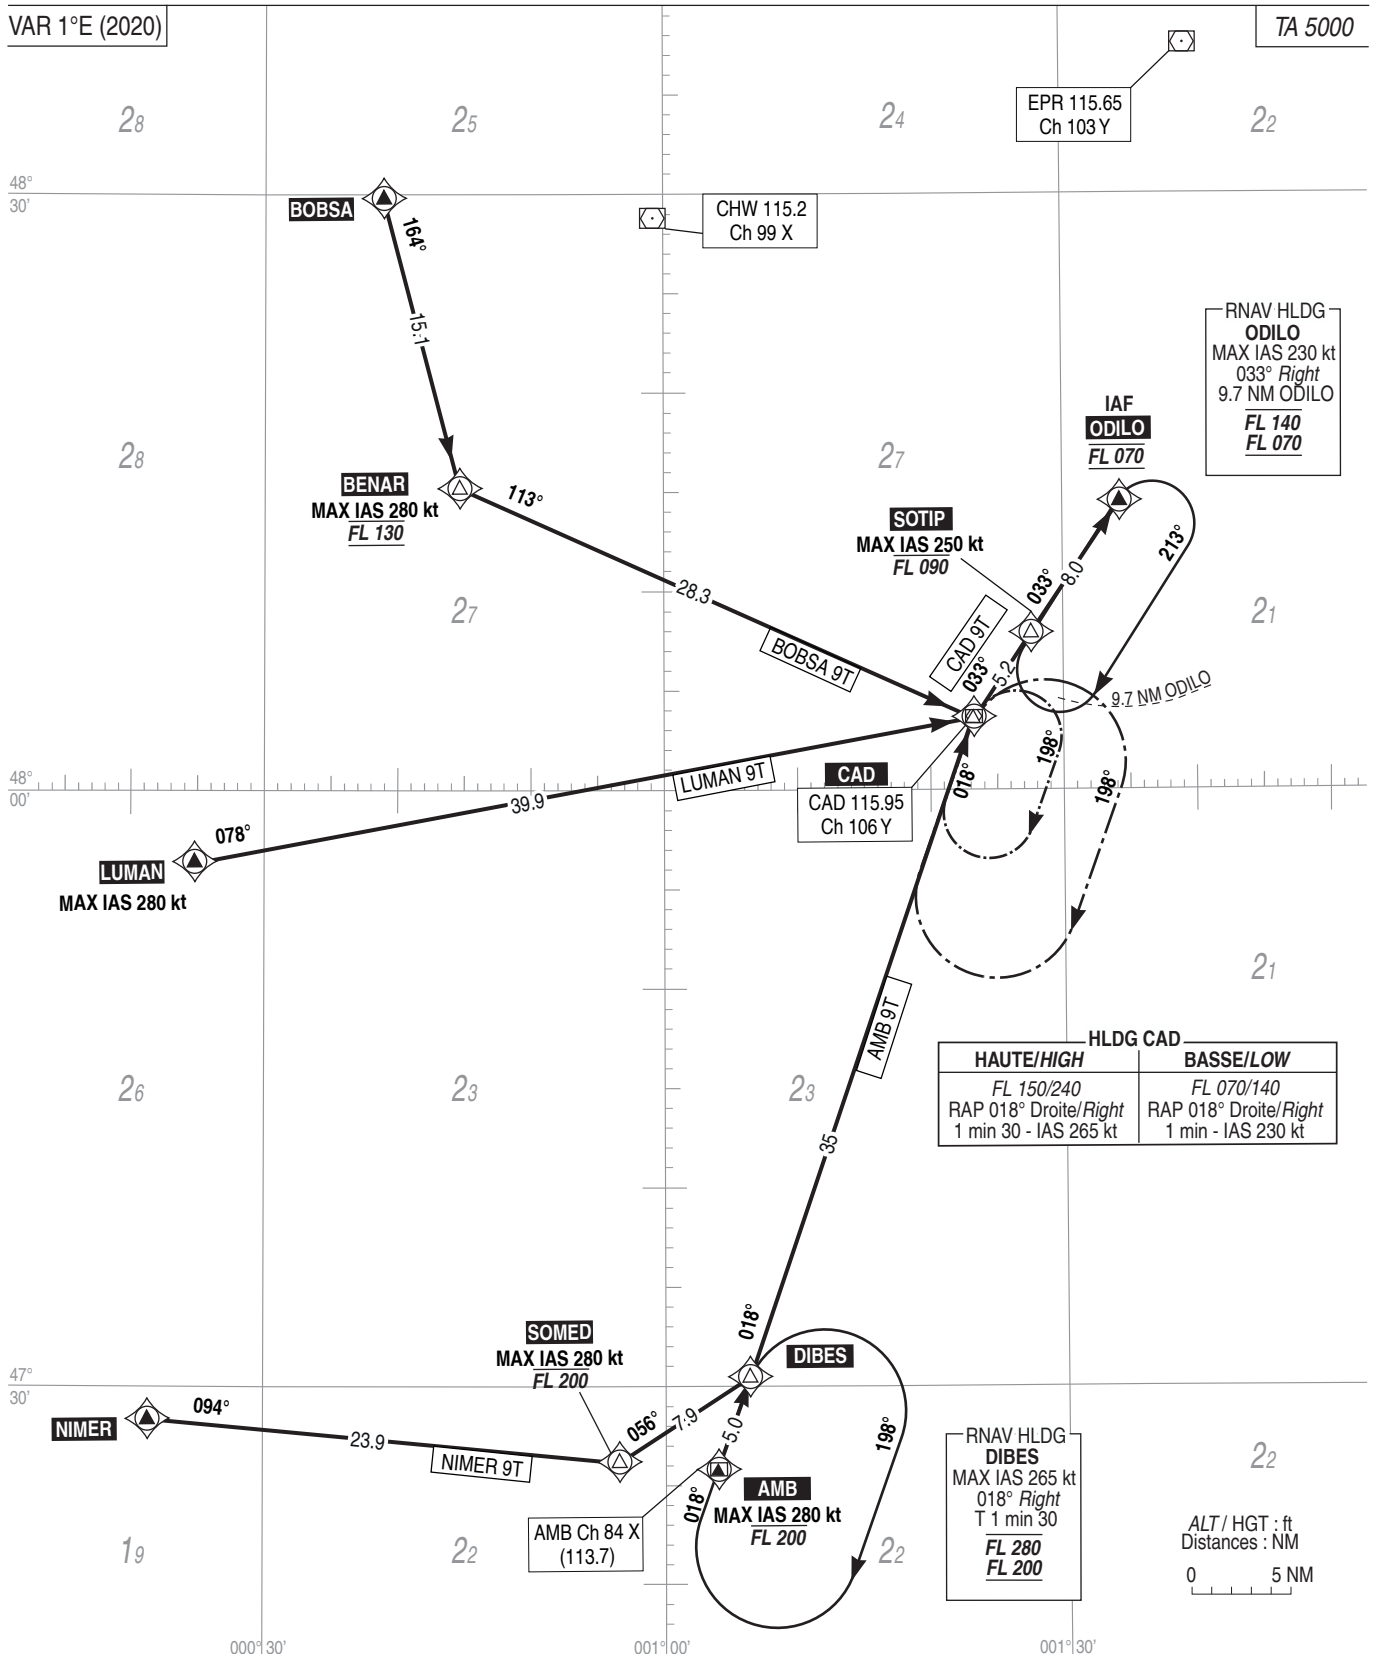 VAR 1°E (2020)
TA 5000
EPR 115.65
Ch 103 Y
28
25
24
22
48°
30'
BOBSA
164°
CHW 115.2
Ch 99 X
15.1
RNAV HLDG
ODILO
MAX IAS 230 kt
033° Right
9.7 NM ODILO
FL 140
FL 070
IAF
ODILO
FL 070
28
27
BENAR
MAX IAS 280 kt
FL 130
113°
SOTIP
MAX IAS 250 kt
FL 090
213°
033°
8.0
28.3
27
21
BOBSA 9T
CAD 9T
033°
5.2
9.7 NM ODILO
198°
198°
018°
48°
00'
LUMAN 9T
CAD
CAD 115.95
Ch 106 Y
39.9
078°
LUMAN
MAX IAS 280 kt
21
AMB 9T
HLDG CAD
HAUTE/HIGH
BASSE/LOW
FL 150/240
FL 070/140
RAP 018° Droite/Right
RAP 018° Droite/Right
1 min 30 - IAS 265 kt
1 min - IAS 230 kt
26
23
23
35
018°
SOMED
MAX IAS 280 kt
FL 200
DIBES
47°
30'
NIMER
094°
23.9
NIMER 9T
056°
7.9
5.0
198°
018°
AMB
MAX IAS 280 kt
FL 200
AMB Ch 84 X
(113.7)
RNAV HLDG
DIBES
MAX IAS 265 kt
018° Right
T 1 min 30
FL 280
FL 200
22
19
22
22
ALT / HGT : ft
Distances : NM
0 5 NM
000°30'
001°00'
001°30'